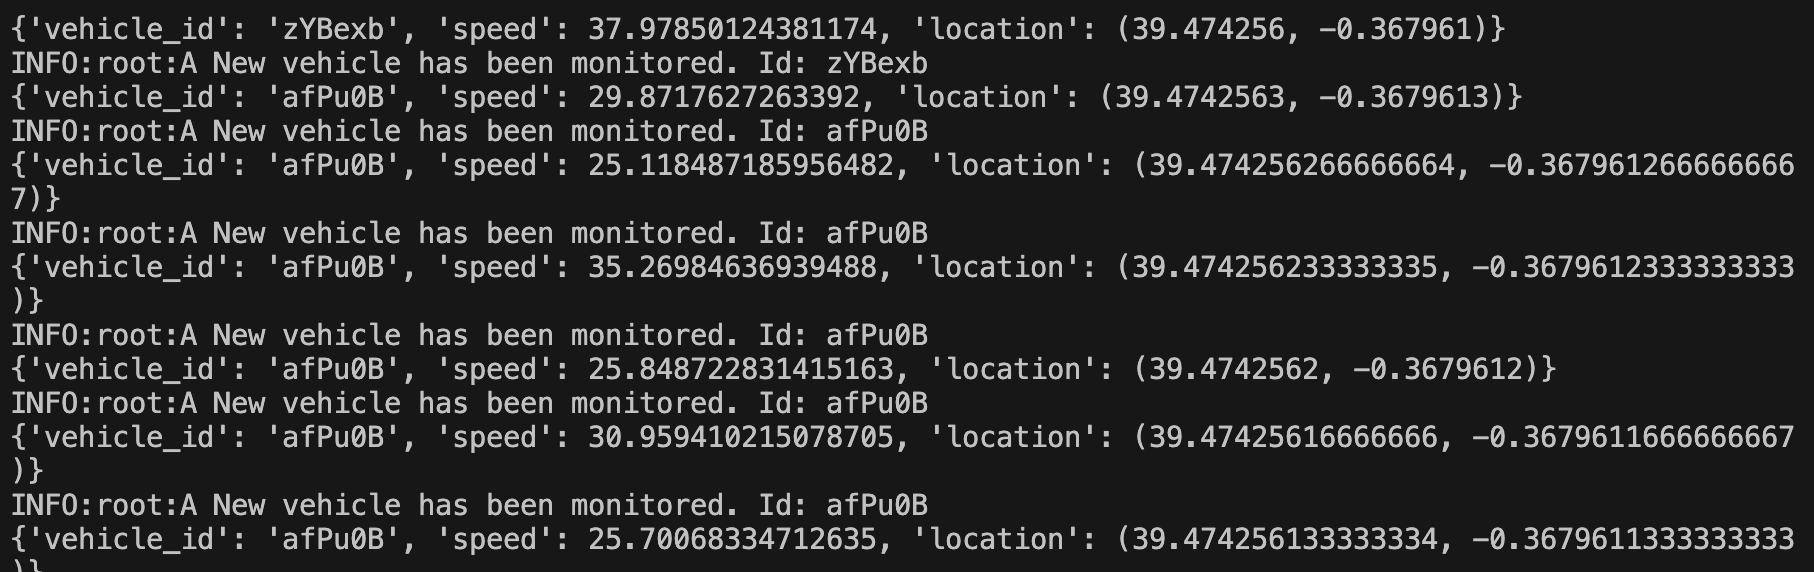 {'vehicle_id': 'zYBexb', 'speed': 37.97850124381174, 'location': (39.474256, -0.367961)}
INFO:root:A New vehicle has been monitored. Id: zYBexb
{'vehicle_id': 'afPu0B', 'speed': 29.8717627263392, 'location': (39.4742563, -0.3679613)}
INFO:root:A New vehicle has been monitored. Id: afPu0B
{'vehicle_id': 'afPu0B', 'speed': 25.118487185956482, 'location': (39.474256266666664, -0.367961266666666
7)}
INFO:root:A New vehicle has been monitored. Id: afPu0B
{'vehicle_id': 'afPu0B', 'speed': 35.26984636939488, 'location': (39.474256233333335, -0.3679612333333333
)}
INFO:root:A New vehicle has been monitored. Id: afPu0B
{'vehicle_id': 'afPu0B', 'speed': 25.848722831415163, 'location': (39.4742562, -0.3679612)}
INFO:root:A New vehicle has been monitored. Id: afPu0B
{'vehicle_id': 'afPu0B', 'speed': 30.959410215078705, 'location': (39.47425616666666, -0.3679611666666667
)}
INFO:root:A New vehicle has been monitored. Id: afPu0B
{'vehicle_id': 'afPu0B', 'speed': 25.70068334712635, 'location': (39.474256133333334, -0.3679611333333333
)}